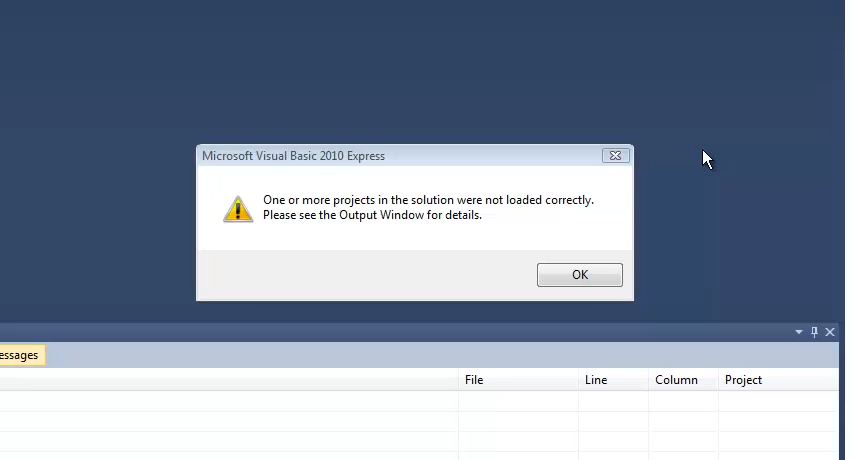 Microsoft Visual Basic 2010 Express
One or more projects in the solution were not loaded correctly.
Please see the Output Window for details.
OK
essages
File Line Column Project